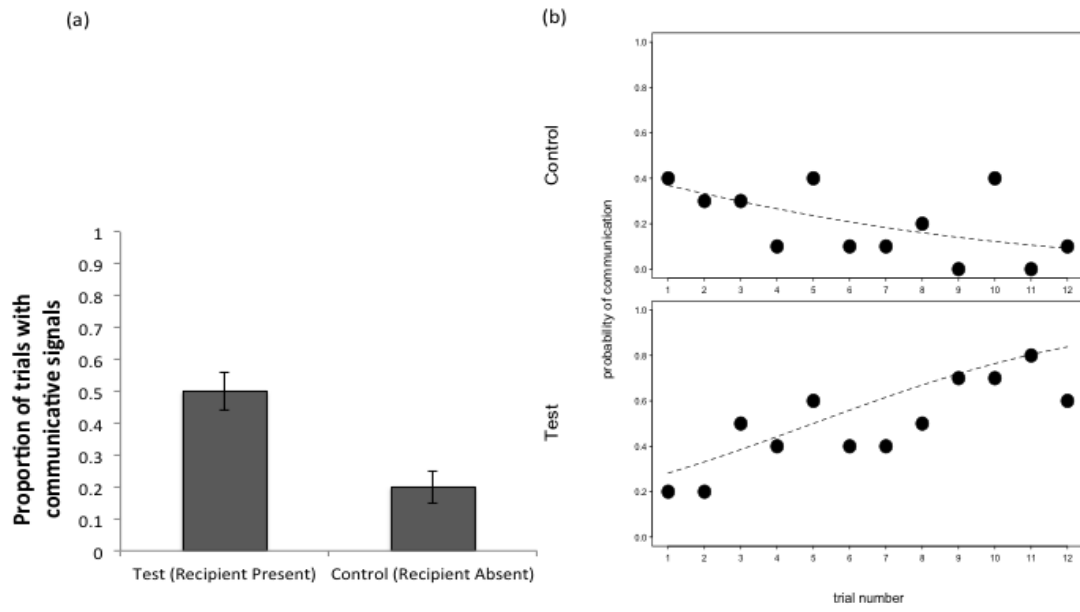 (a)
Proportion of trials with
communicative signals
1
0.9
0.8
0.7
0.6
0.5
0.4
0.3
0.2
0.1
0
Test (Recipient Present) Control (Recipient Absent)
(b)
Control
Test
probability of communication
1.0
0.8
0.6
0.4
0.2
0.0
1 2 3 4 5 6 7 8 9 10 11 12
1.0
0.8
0.6
0.4
0.2
0.0
1 2 3 4 5 6 7 8 9 10 11 12
trial number